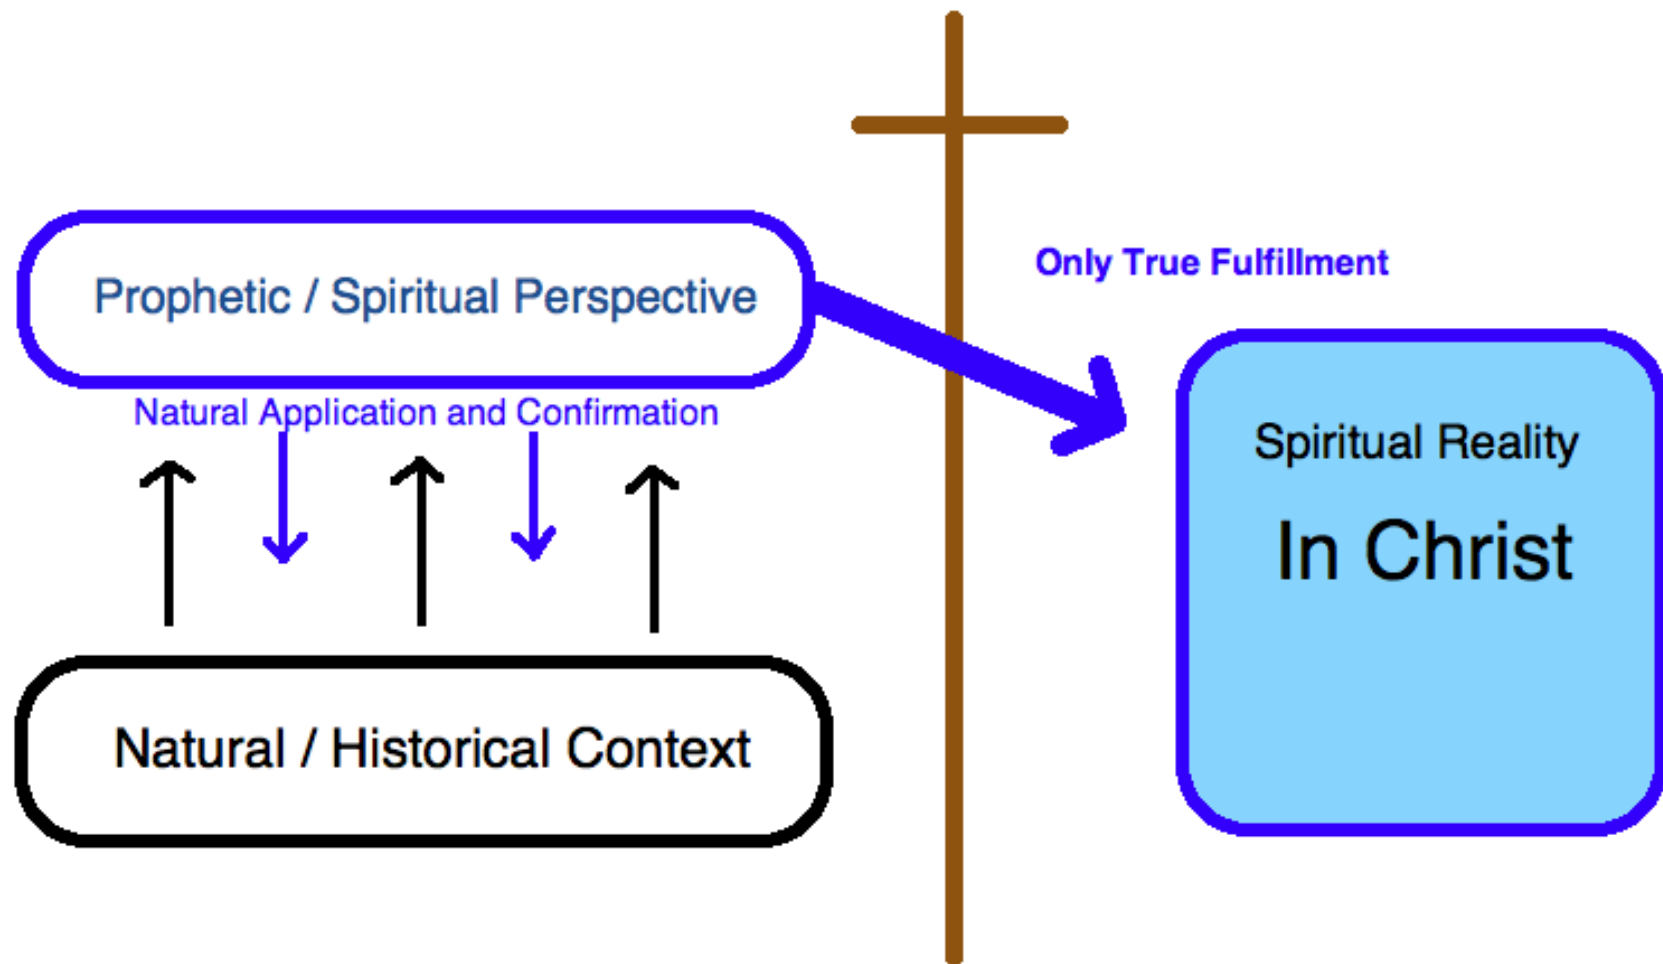 Prophetic / Spiritual Perspective
Natural Application and Confirmation
Natural / Historical Context
Only True Fulfillment
Spiritual Reality
In Christ